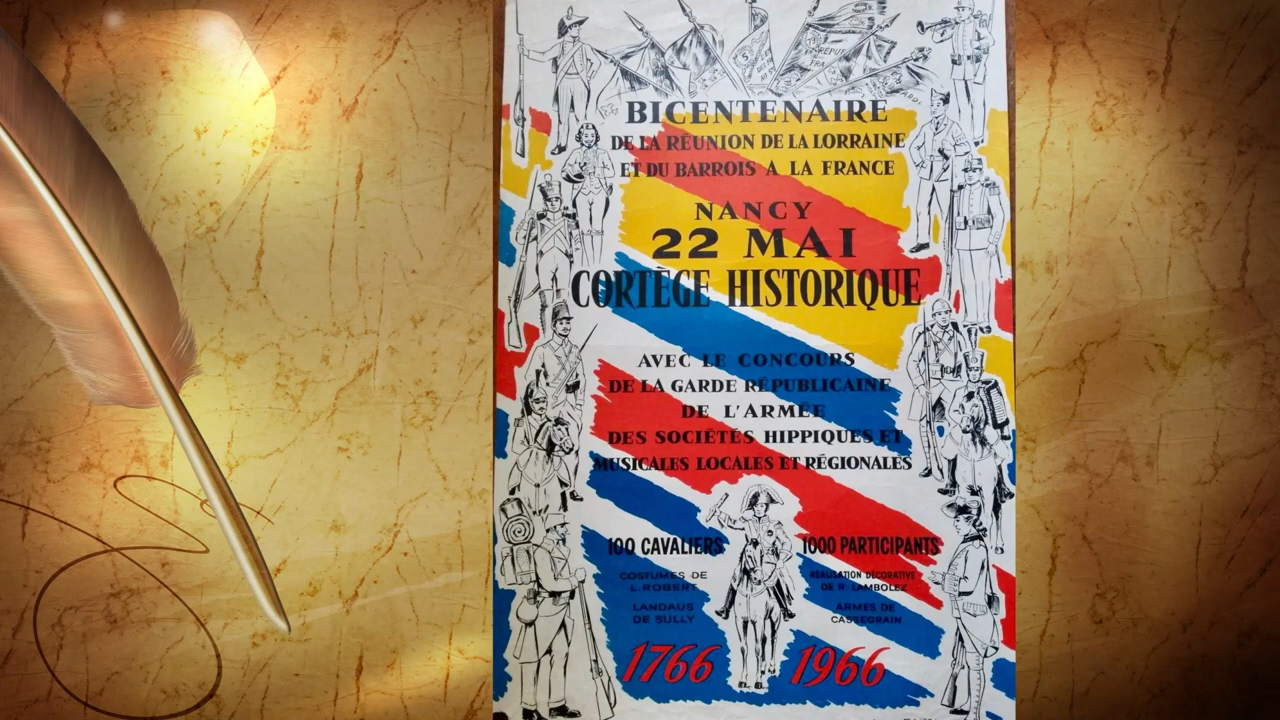 REPUB
FRA
BICENTENAIRE
DE LA RÉUNION DE LA LORRAINE
ET DU BARROIS A LA FRANCE
NANCY
22 MAI
CORTÈGE HISTORIQUE
AVEC LE CONCOURS
DE LA GARDE RÉPUBLICAINE
DE L'ARMÉE
DES SOCIÉTÉS HIPPIQUES ET
MUSICALES LOCALES ET RÉGIONALES
100 CAVALIERS
1000 PARTICIPANTS
COSTUMES DE
L. ROBERT
RÉALISATION DÉCORATIVE
DE R. LAMBOLEZ
LANDAUS
DE SULLY
ARMES DE
CASSEGRAIN
1766
1966